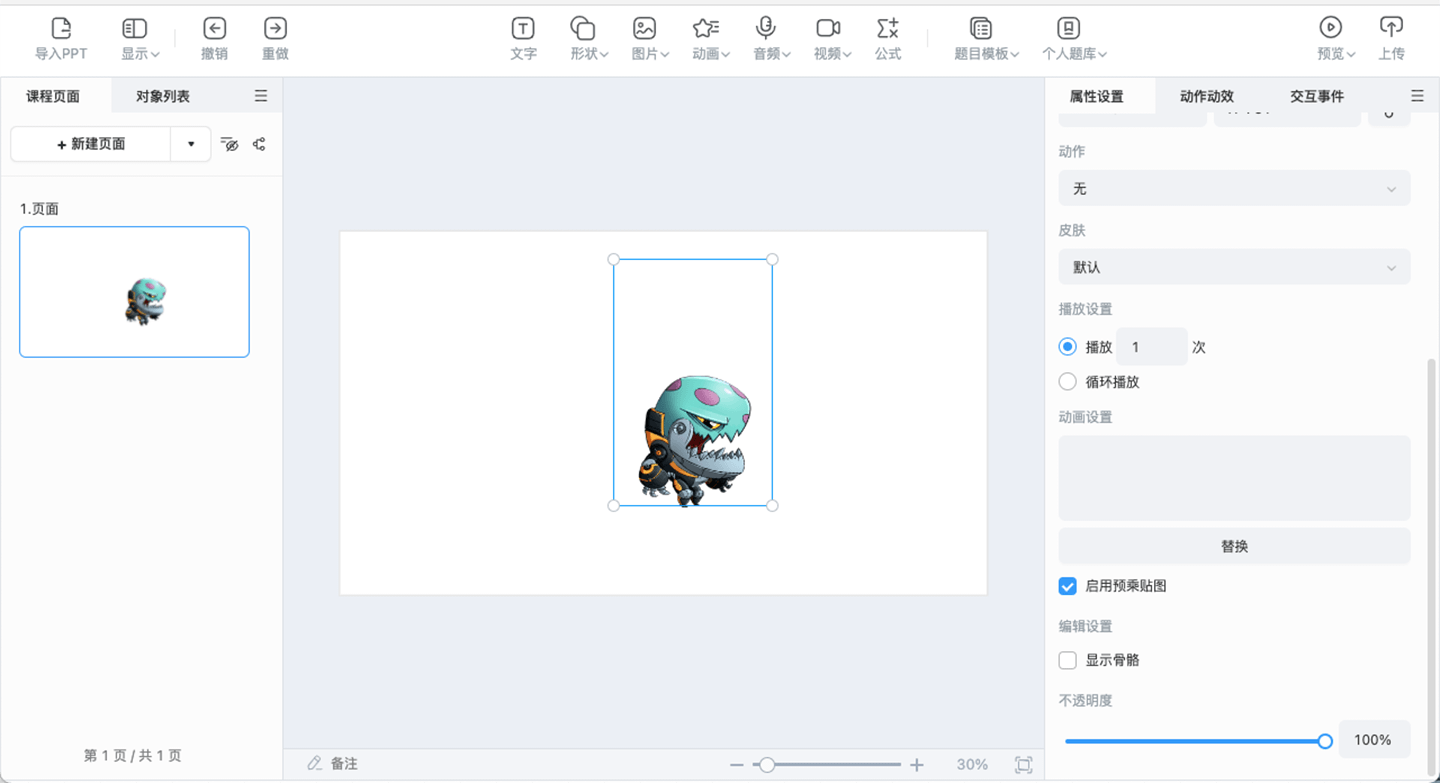 导入PPT 显示 撤销 重做 文字 形状 图片 动画 音频 视频 公式 题目模板 个人题库 预览 上传
课程页面 对象列表
+ 新建页面
1.页面
第 1 页 / 共 1 页
备注 30%
属性设置 动作动效 交互事件
动作
无
皮肤
默认
播放设置
播放 1 次
循环播放
动画设置
替换
启用预乘贴图
编辑设置
显示骨骼
不透明度
100%